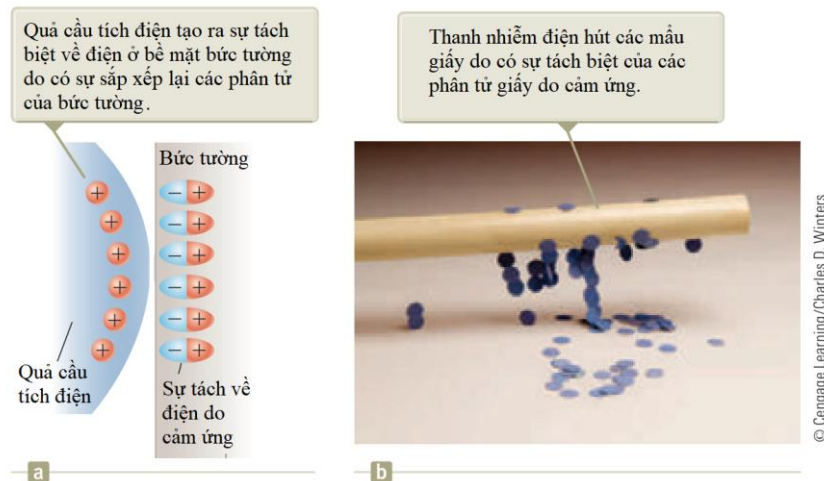 Quả cầu tích điện tạo ra sự tách
biệt về điện ở bề mặt bức tường
do có sự sắp xếp lại các phân tử
của bức tường.
Bức tường
Quả cầu
tích điện
Sự tách về
điện do
cảm ứng
a
Thanh nhiễm điện hút các mẩu
giấy do có sự tách biệt của các
phân tử giấy do cảm ứng.
© Cengage Learning/Charles D. Winters
b